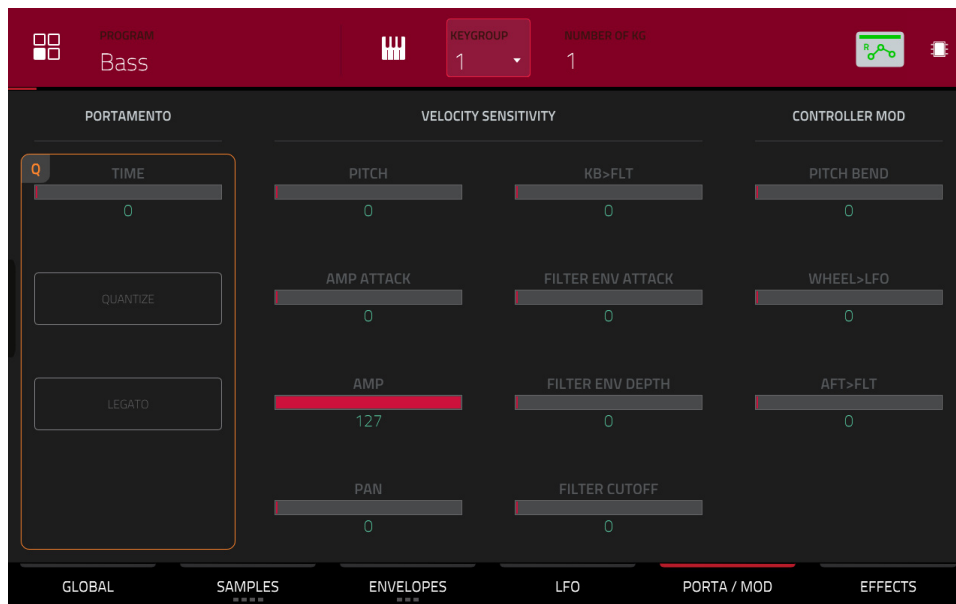 PROGRAM
Bass
KEYGROUP
1
NUMBER OF KG
1
R
PORTAMENTO
VELOCITY SENSITIVITY
CONTROLLER MOD
Q
TIME
0
PITCH
0
KB>FLT
0
PITCH BEND
0
QUANTIZE
AMP ATTACK
0
FILTER ENV ATTACK
0
WHEEL>LFO
0
LEGATO
AMP
127
FILTER ENV DEPTH
0
AFT>FLT
0
PAN
0
FILTER CUTOFF
0
GLOBAL
SAMPLES
ENVELOPES
LFO
PORTA / MOD
EFFECTS